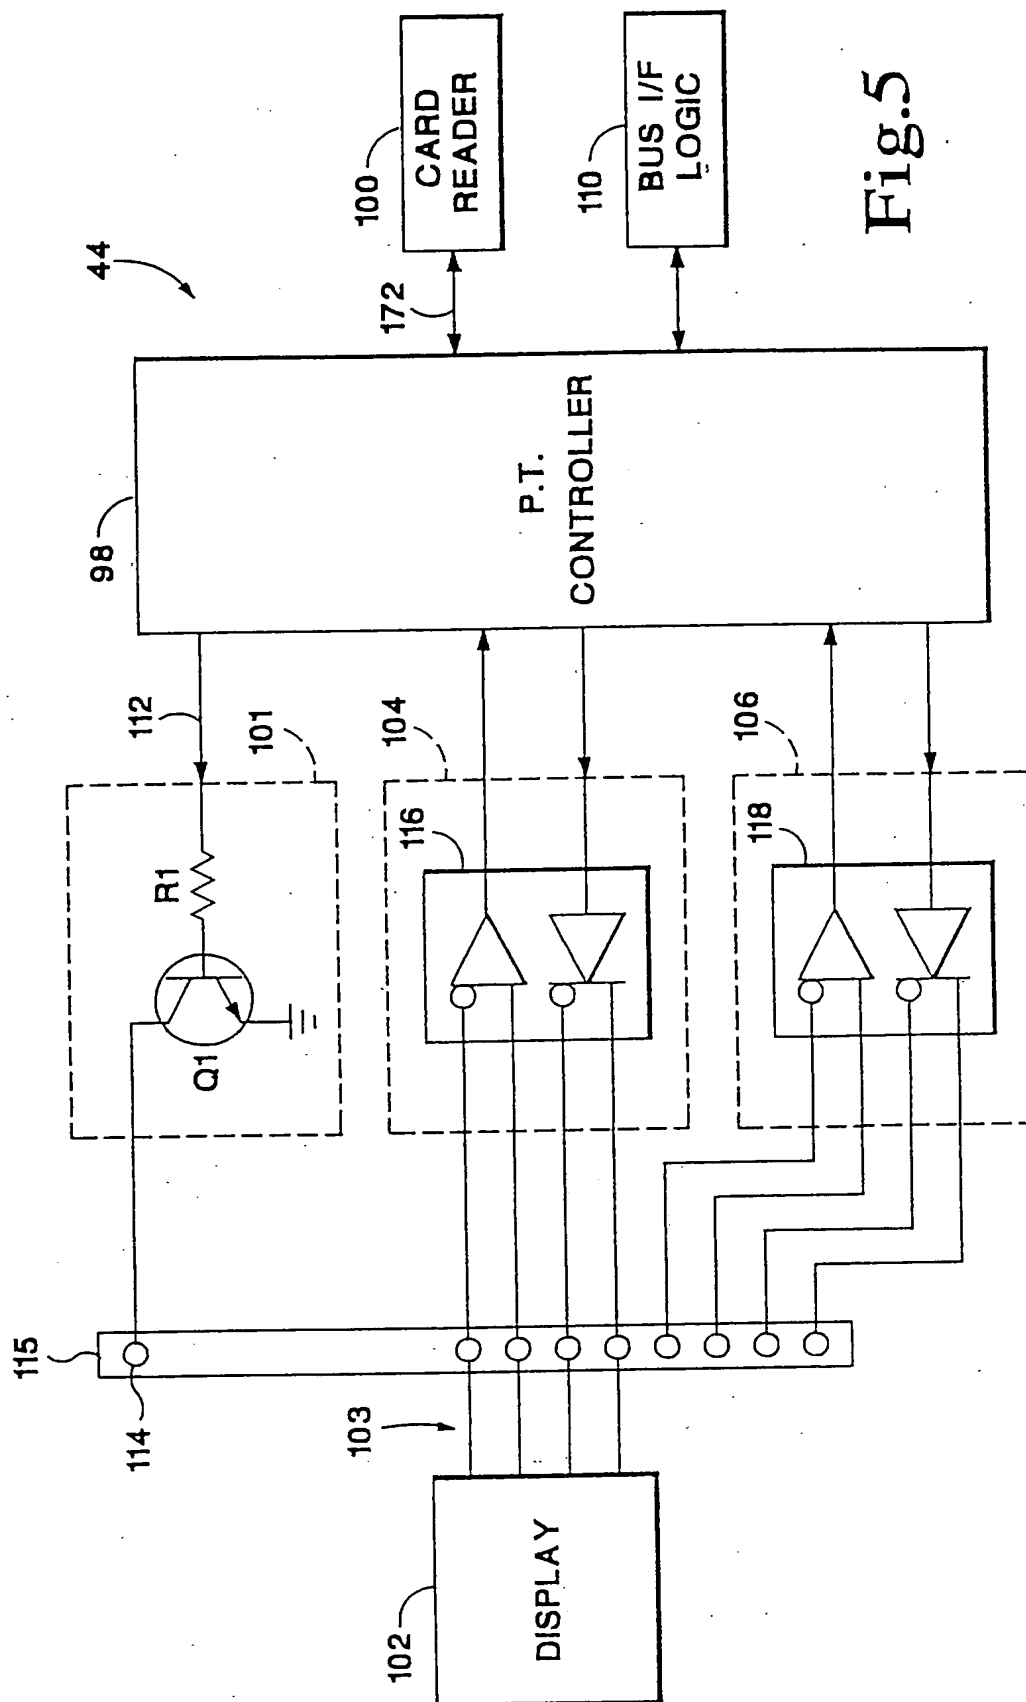 44
100
CARD
READER
172
110
BUS I/F
LOGIC
98
P.T.
CONTROLLER
112
101
R1
Q1
104
116
106
118
115
114
103
102
DISPLAY
Fig.5